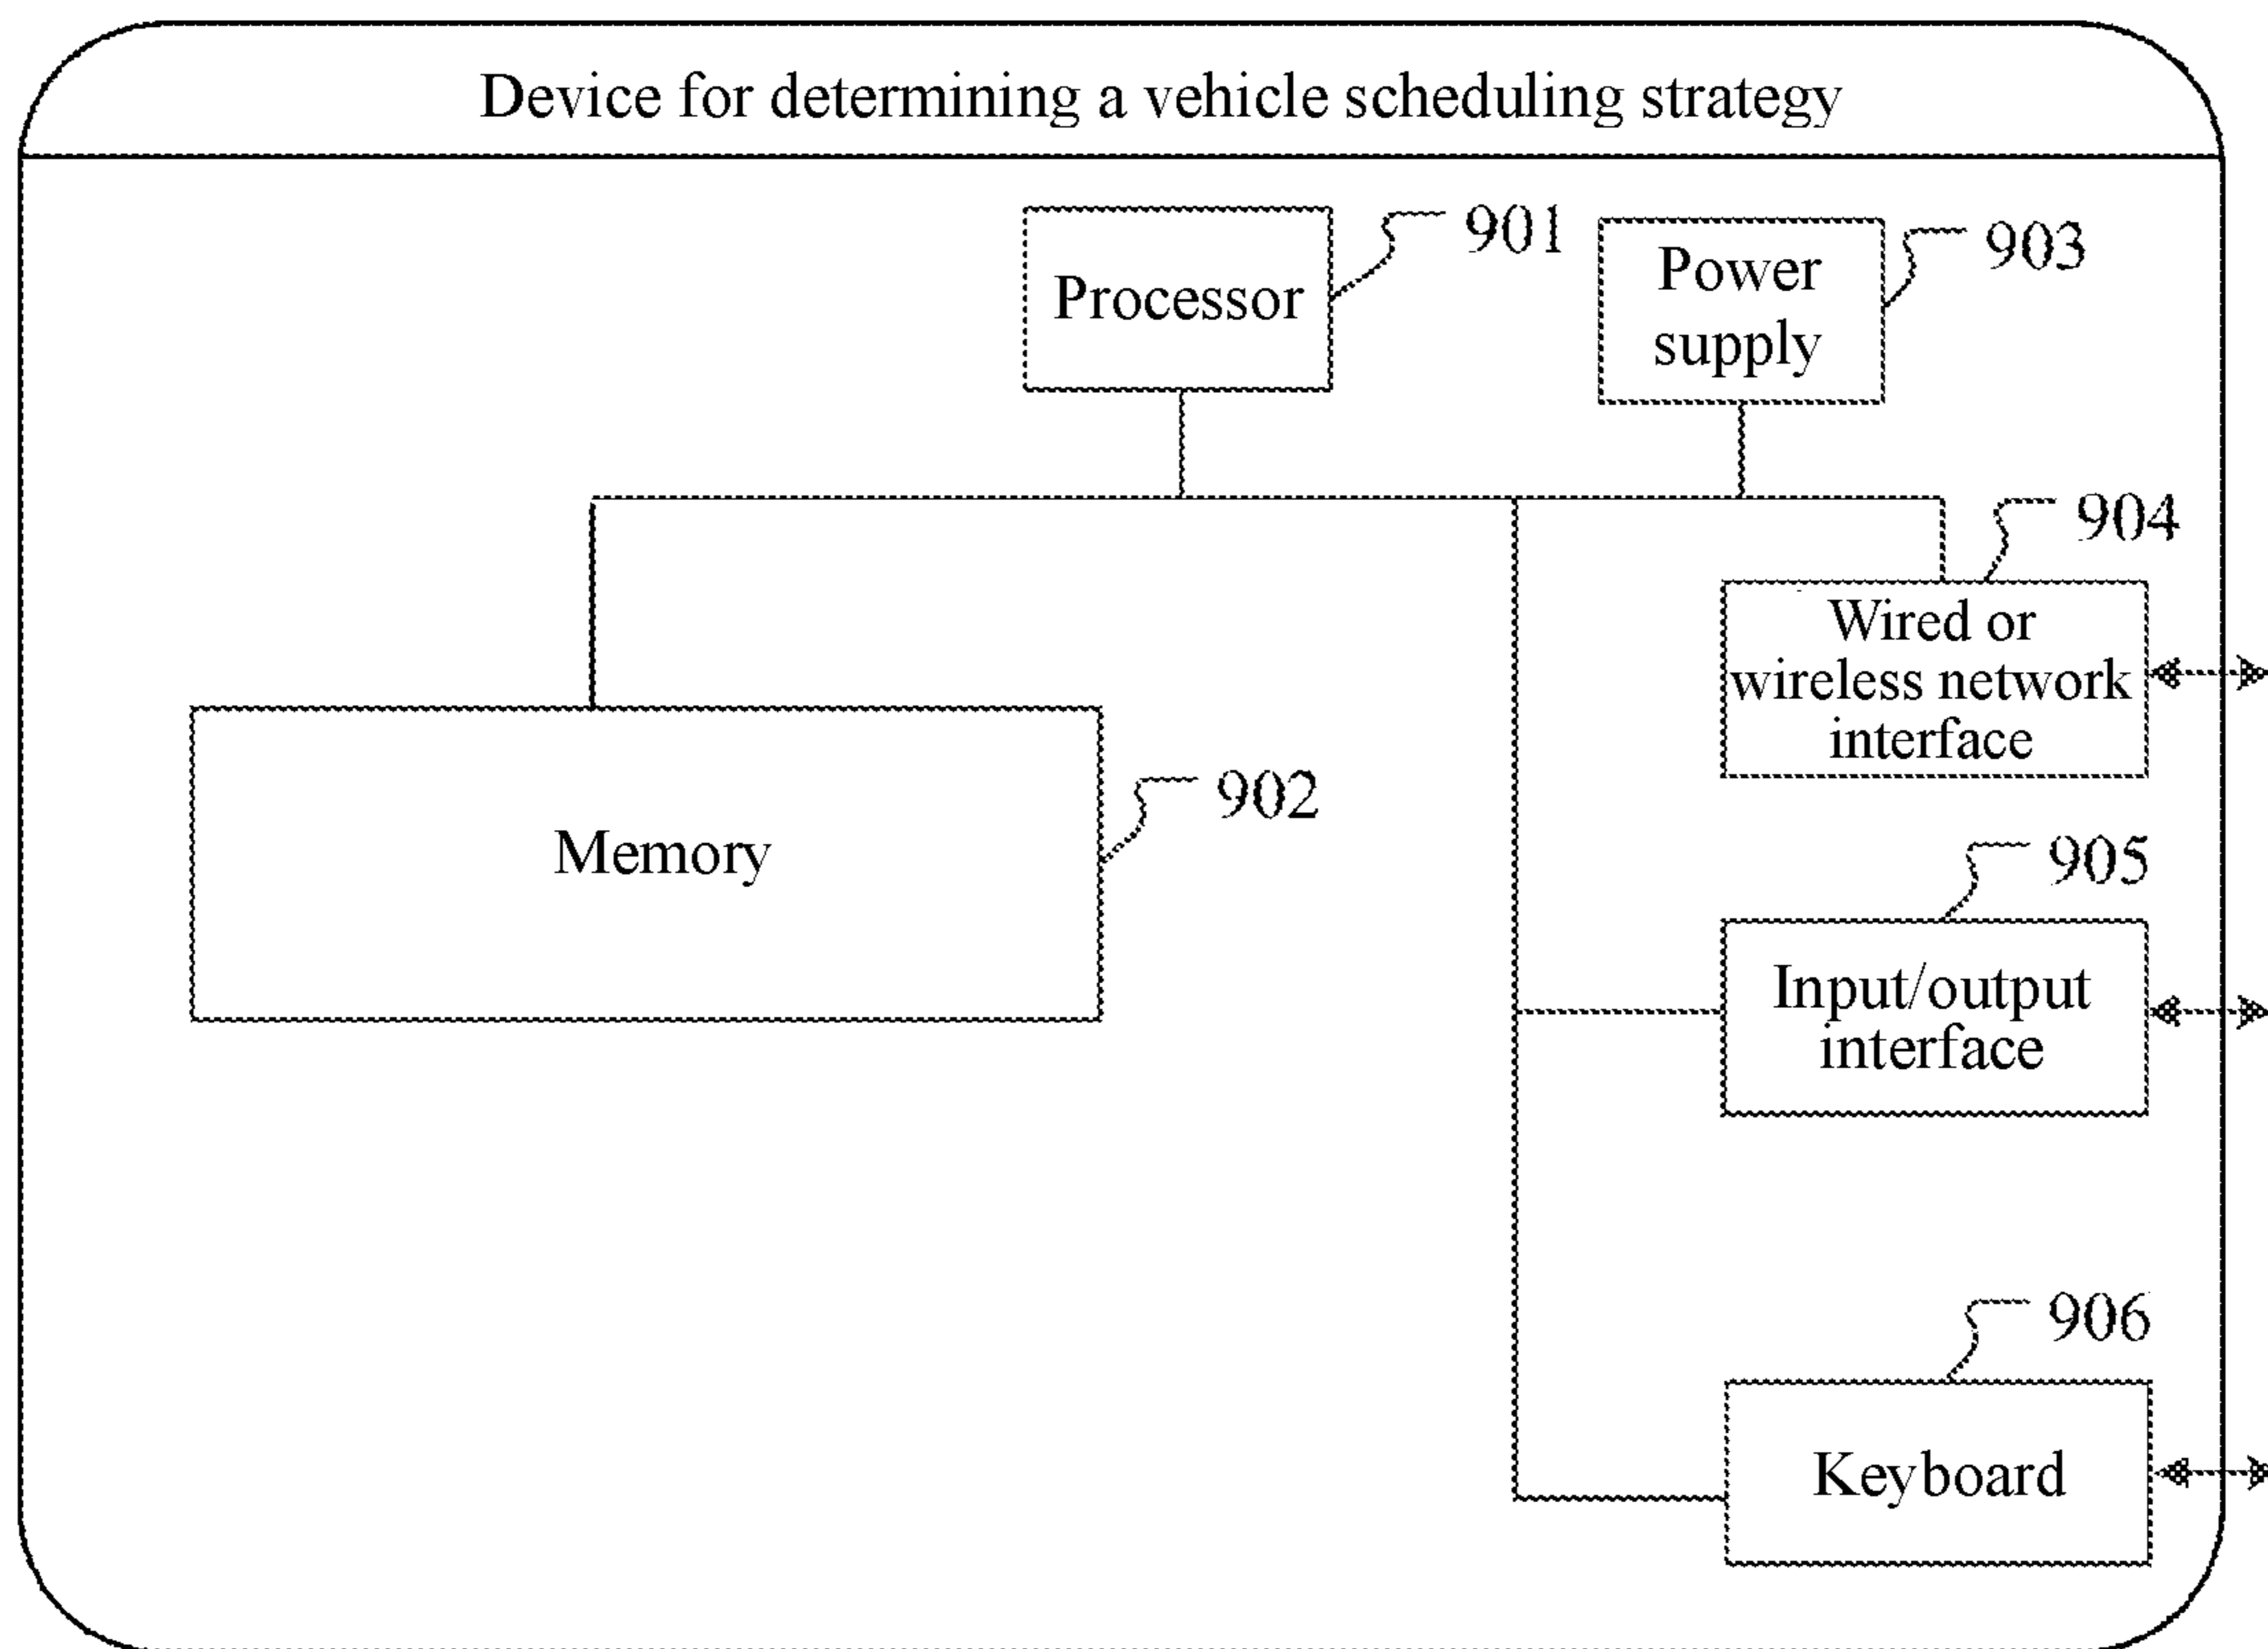 Device for determining a vehicle scheduling strategy
901
Processor
903
Power
supply
904
Wired or
wireless network
interface
902
Memory
905
Input/output
interface
906
Keyboard